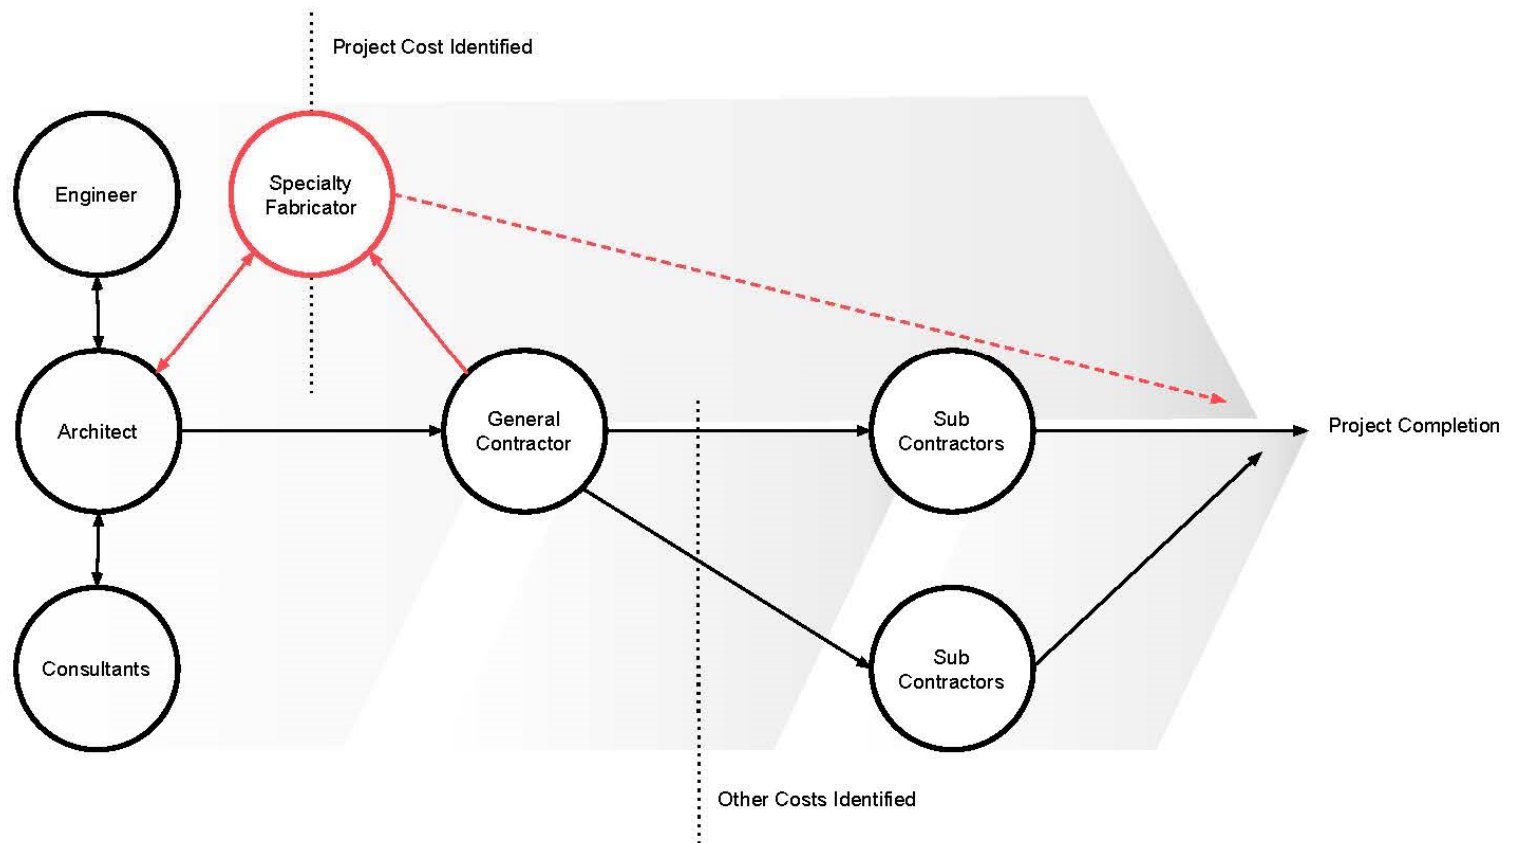 Project Cost Identified
Engineer
Specialty
Fabricator
Architect
General
Contractor
Sub
Contractors
Project Completion
Consultants
Sub
Contractors
Other Costs Identified